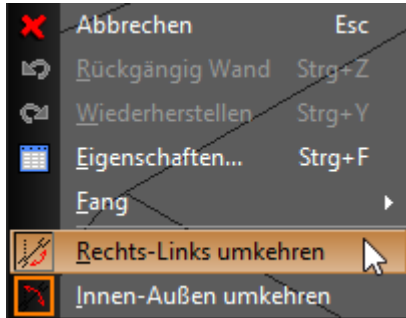 Abbrechen Esc
Rückgängig Wand Strg+Z
Wiederherstellen Strg+Y
Eigenschaften... Strg+F
Fang
Rechts-Links umkehren
Innen-Außen umkehren